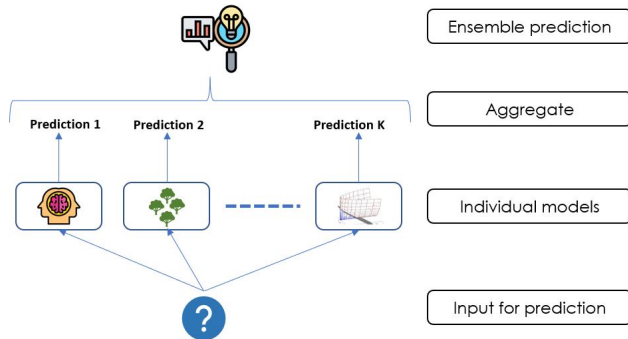 Ensemble prediction
Aggregate
Prediction 1
Prediction 2
Prediction K
Individual models
?
Input for prediction